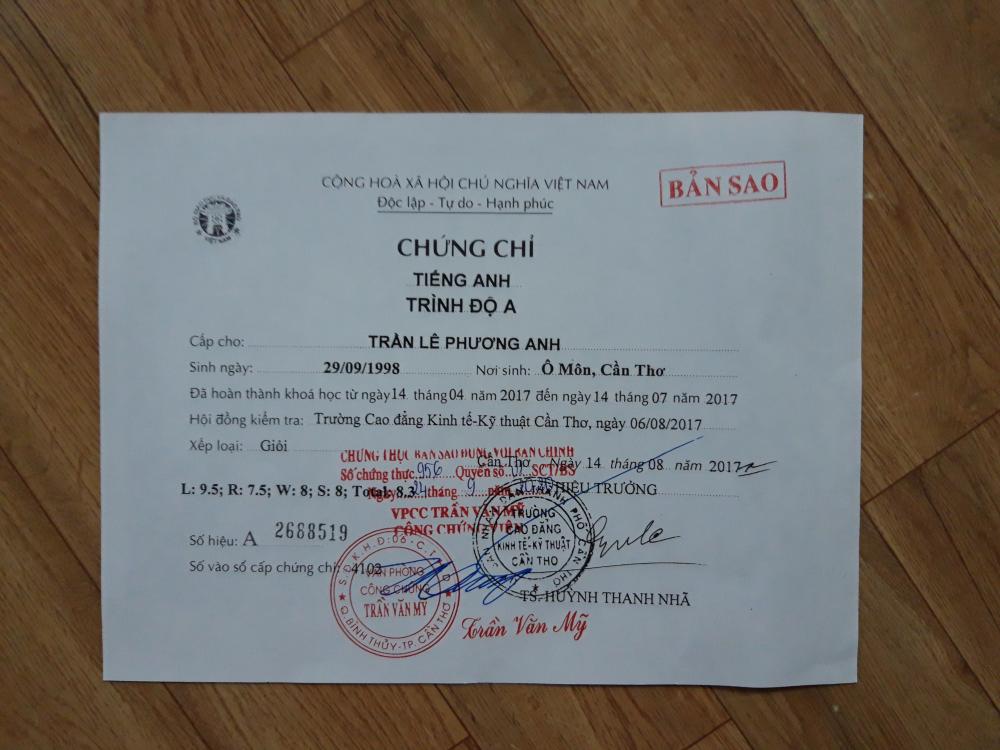 CỘNG HOÀ XÃ HỘI CHỦ NGHĨA VIỆT NAM
Độc lập - Tự do - Hạnh phúc
BẢN SAO
VIỆT NAM
CHỨNG CHỈ
TIẾNG ANH
TRÌNH ĐỘ A
Cấp cho: TRẦN LÊ PHƯƠNG ANH
Sinh ngày: 29/09/1998 Nơi sinh: Ô Môn, Cần Thơ
Đã hoàn thành khoá học từ ngày 14 tháng 04 năm 2017 đến ngày 14 tháng 07 năm 2017
Hội đồng kiểm tra: Trường Cao đẳng Kinh tế-Kỹ thuật Cần Thơ, ngày 06/08/2017
Xếp loại: Giỏi
CHỨNG THỰC BẢN SAO ĐÚNG VỚI BẢN CHÍNH
Cần Thơ, Ngày 14 tháng 08 năm 2017
Số chứng thực 956 Quyển số 01 SCT/BS
L: 9.5; R: 7.5; W: 8; S: 8; Total: 8.3
Ngày 24 tháng 9 năm
HIỆU TRƯỞNG
VPCC TRẦN VĂN MỸ
CÔNG CHỨNG VIÊN
TRƯỜNG
CAO ĐẲNG
KINH TẾ-KỸ THUẬT
CẦN THƠ
Số hiệu: A 2688519
Số vào sổ cấp chứng chỉ: 4102
VĂN PHÒNG
CÔNG CHỨNG
TRẦN VĂN MỸ
Q.BÌNH THỦY-TP.CẦN THƠ
TS. HUỲNH THANH NHÃ
Trần Văn Mỹ